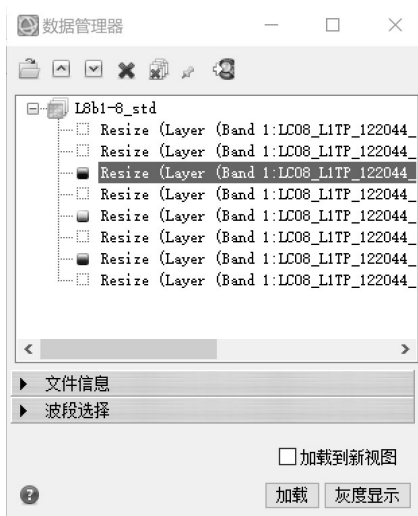 数据管理器
L8b1-8_std
Resize (Layer (Band 1:LC08_L1TP_122044_
Resize (Layer (Band 1:LC08_L1TP_122044_
Resize (Layer (Band 1:LC08_L1TP_122044_
Resize (Layer (Band 1:LC08_L1TP_122044_
Resize (Layer (Band 1:LC08_L1TP_122044_
Resize (Layer (Band 1:LC08_L1TP_122044_
Resize (Layer (Band 1:LC08_L1TP_122044_
Resize (Layer (Band 1:LC08_L1TP_122044_
文件信息
波段选择
加载到新视图
加载 灰度显示